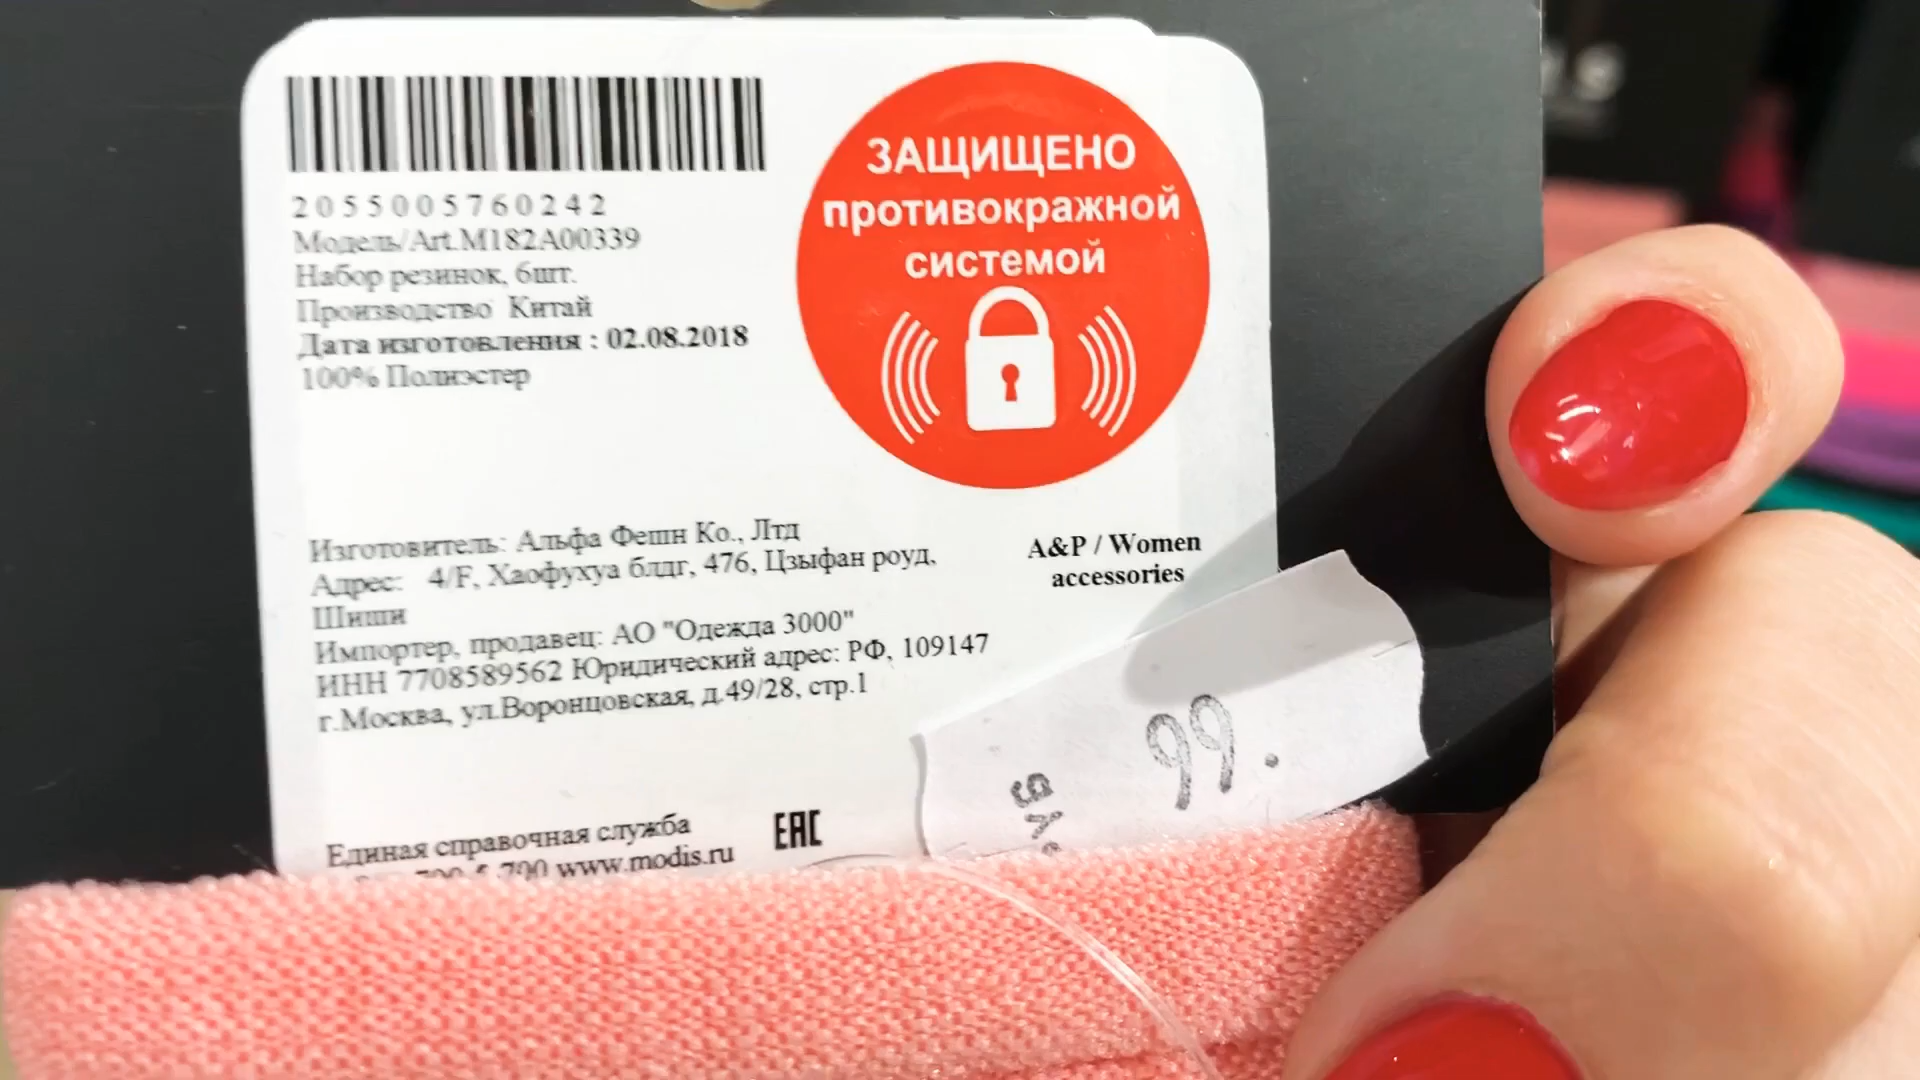 2055005760242
Модель/Art.M182A00339
Набор резинок, 6шт.
Производство Китай
Дата изготовления : 02.08.2018
100% Полиэстер
ЗАЩИЩЕНО
противокражной
системой
Изготовитель: Альфа Фешн Ко., Лтд
Адрес: 4/F, Хаофухуа блдг, 476, Цзыфан роуд,
Шиши
Импортер, продавец: АО "Одежда 3000"
ИНН 7708589562 Юридический адрес: РФ, 109147
г.Москва, ул.Воронцовская, д.49/28, стр.1
A&P / Women
accessories
99.
руб
Единая справочная служба
EAC
www.modis.ru